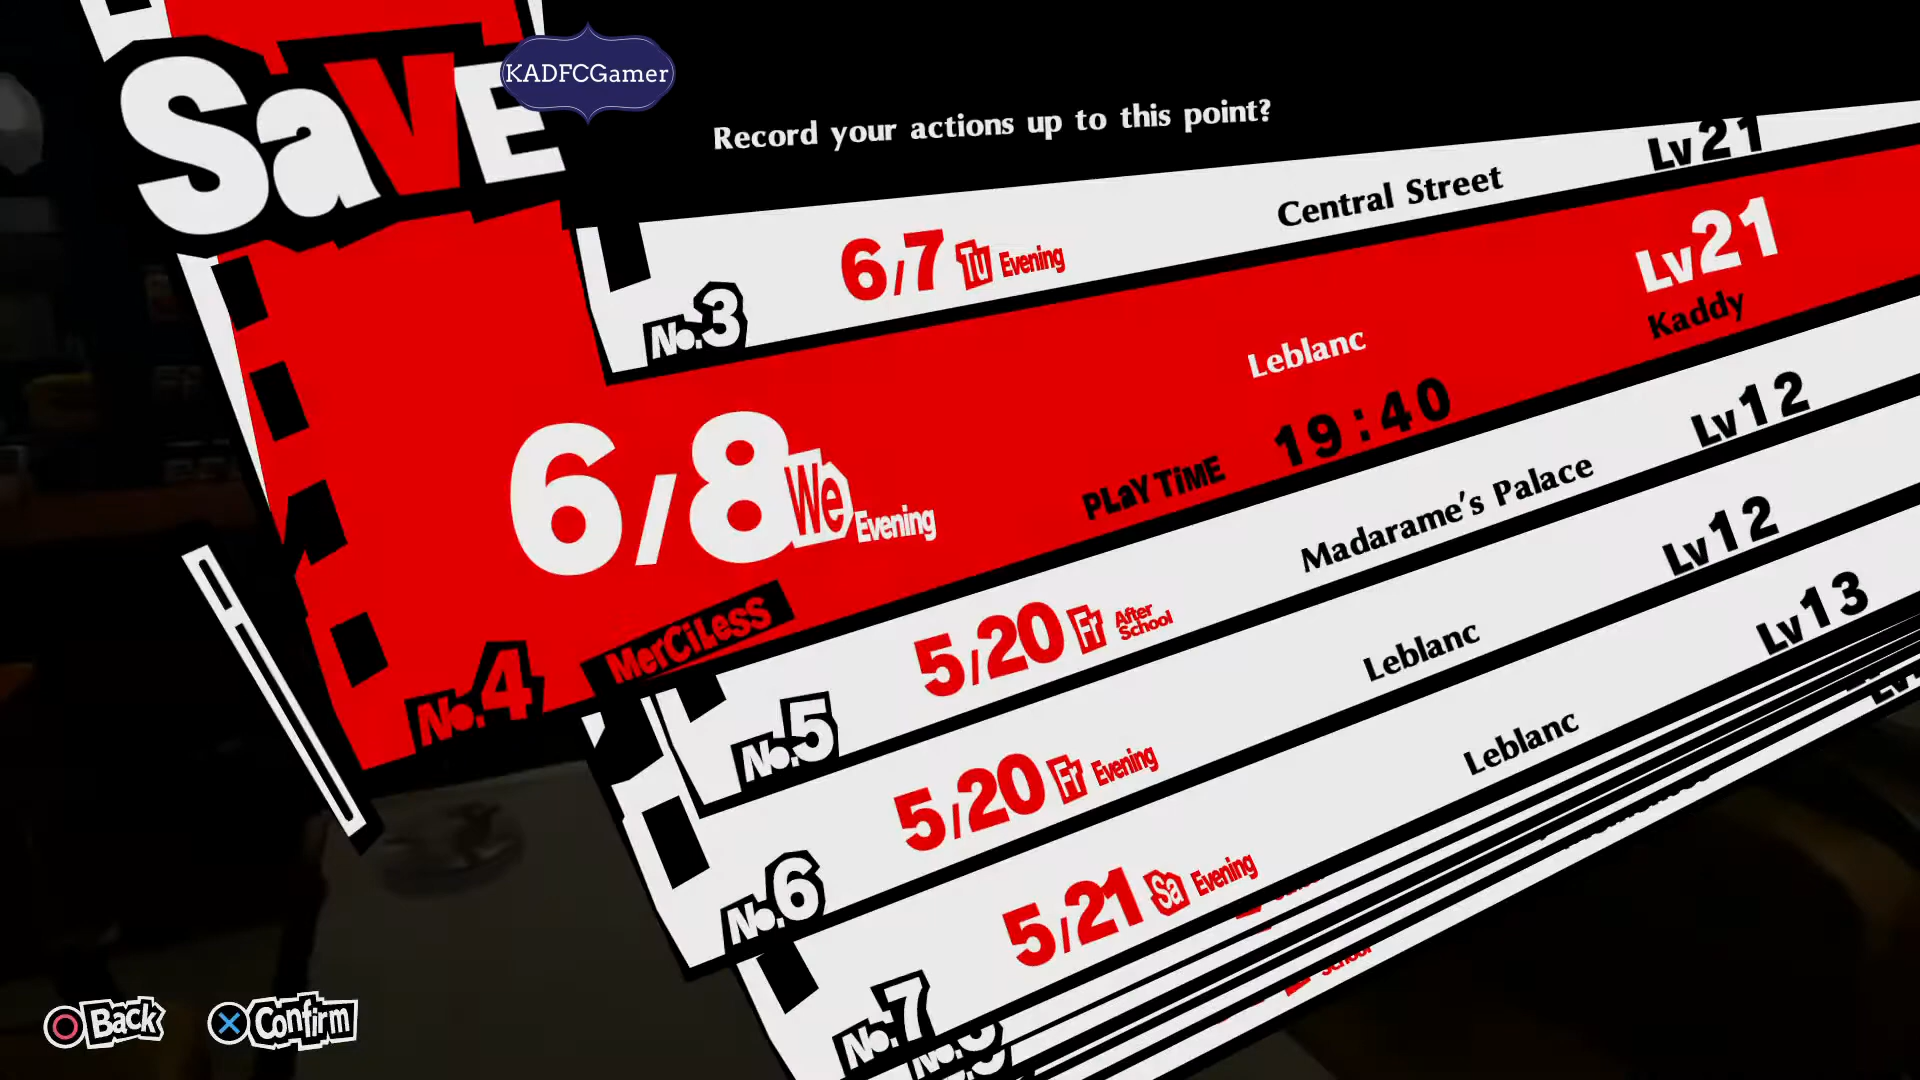 SaVE
KADFCGamer
Record your actions up to this point?
No.3 6/7 Tu Evening Central Street Lv21
No.4 6/8 We Evening Leblanc Lv21
Kaddy
PLaY TiME 19:40
MerCiLess
No.5 5/20 Fr After School Madarame's Palace Lv12
No.6 5/20 Fr Evening Leblanc Lv12
No.7 5/21 Sa Evening Leblanc Lv13
No.8
Back Confirm